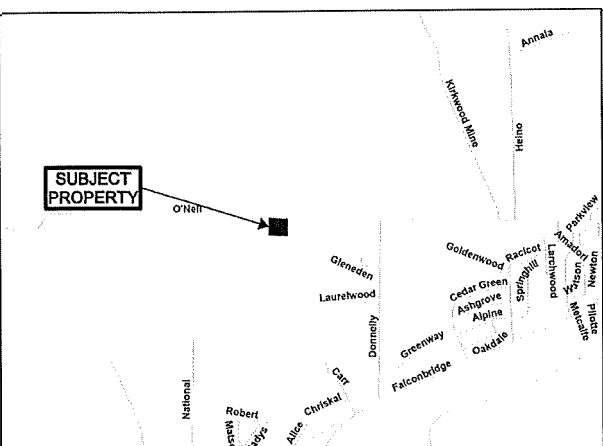 Annala
Kirkwood Mine
Heino
SUBJECT
PROPERTY
O'Neil
Parkview
Amadori
Goldenwood
Racicot
Larchwood
Watson
Newton
Gleneden
Laurelwood
Cedar Green
Springhill
Ashgrove
Alpine
Metcalfe
Pilotte
Donnelly
Greenway
Oakdale
Falconbridge
National
Carr
Chriskal
Robert
Alice